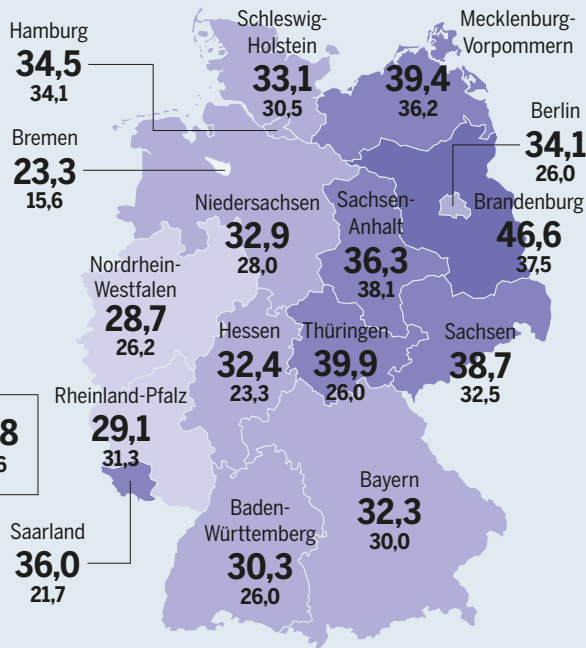 Hamburg
34,5
34,1
Schleswig-
Holstein
33,1
30,5
Mecklenburg-
Vorpommern
39,4
36,2
Berlin
34,1
26,0
Bremen
23,3
15,6
Niedersachsen
32,9
28,0
Sachsen-
Anhalt
36,3
38,1
Brandenburg
46,6
37,5
Nordrhein-
Westfalen
28,7
26,2
Hessen
32,4
23,3
Thüringen
39,9
26,0
Sachsen
38,7
32,5
Rheinland-Pfalz
29,1
31,3
8
6
Saarland
36,0
21,7
Baden-
Württemberg
30,3
26,0
Bayern
32,3
30,0